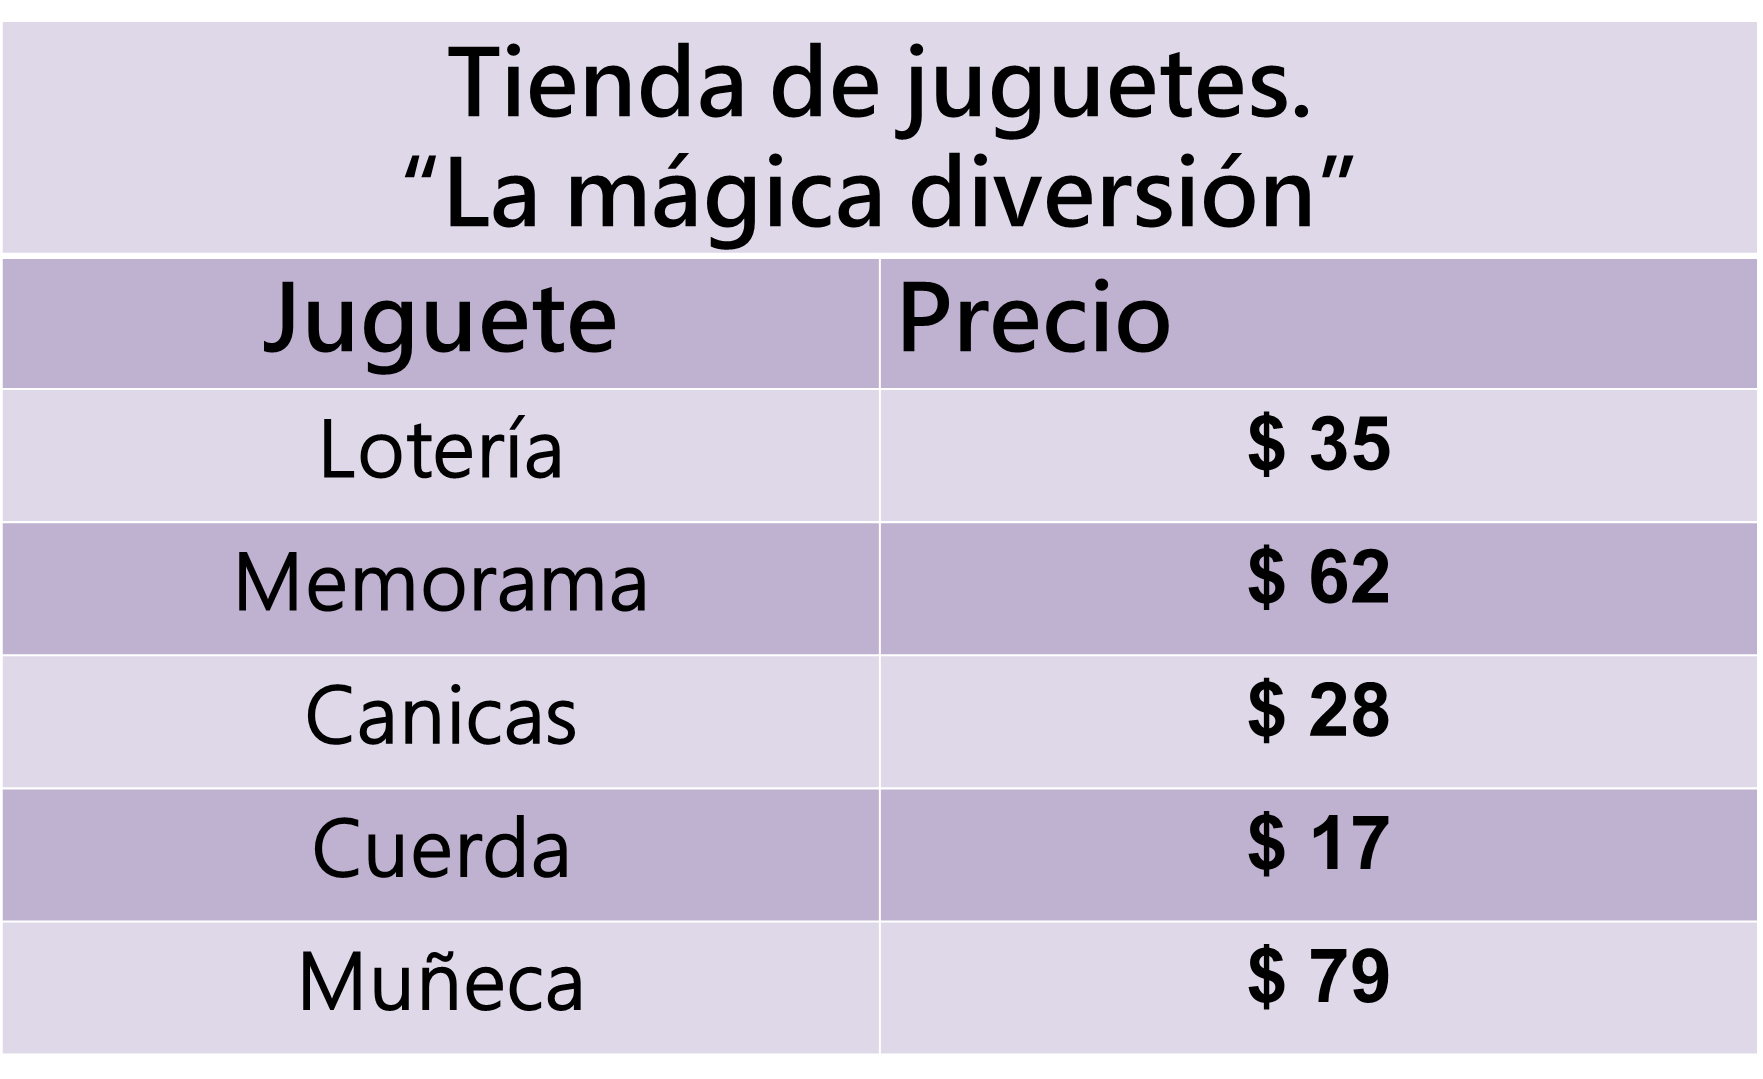 Tienda de juguetes.
“La mágica diversión”
Juguete Precio
Lotería $ 35
Memorama $ 62
Canicas $ 28
Cuerda $ 17
Muñeca $ 79